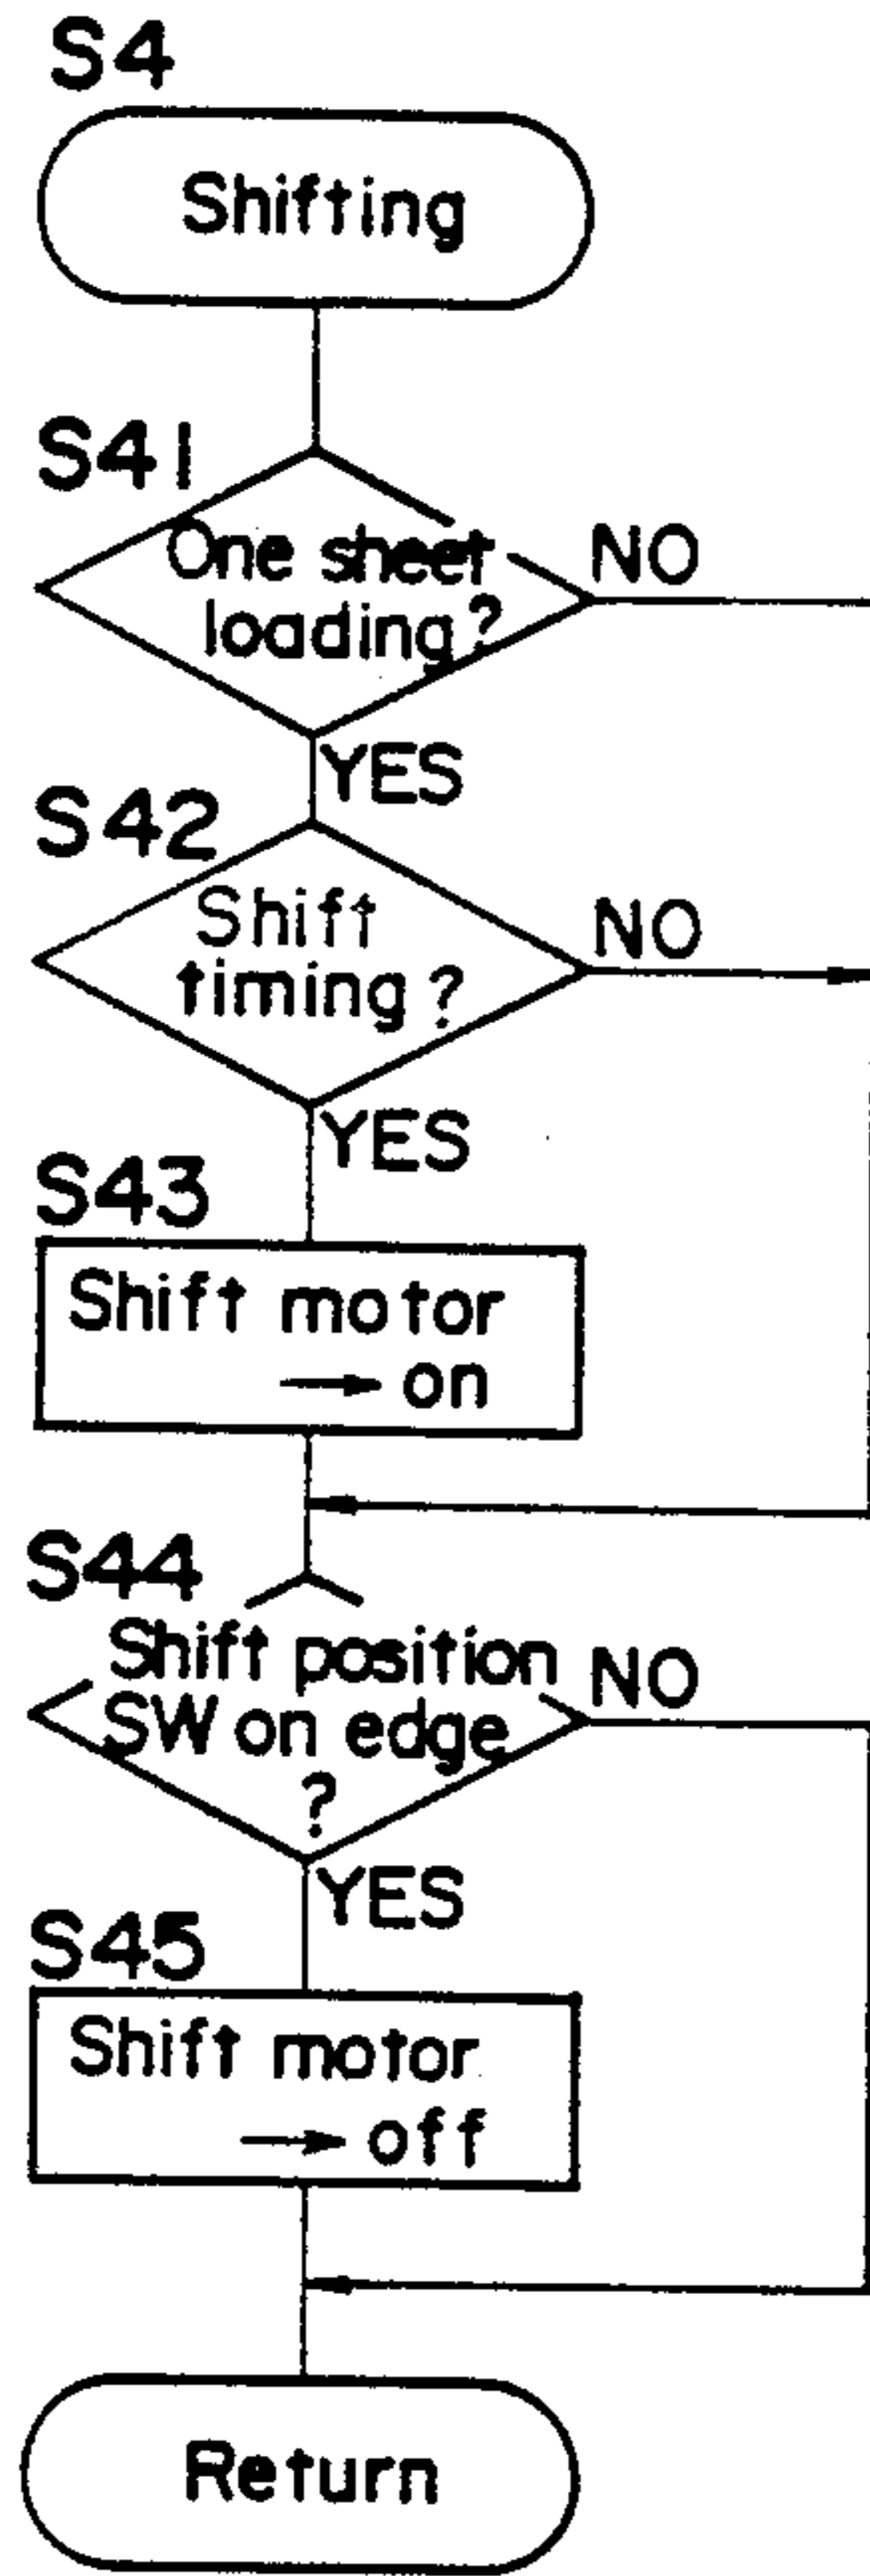 S4
Shifting
S41
One sheet
loading?
NO
YES
S42
Shift
timing?
NO
YES
S43
Shift motor
→ on
S44
Shift position
SW on edge
?
NO
YES
S45
Shift motor
→ off
Return